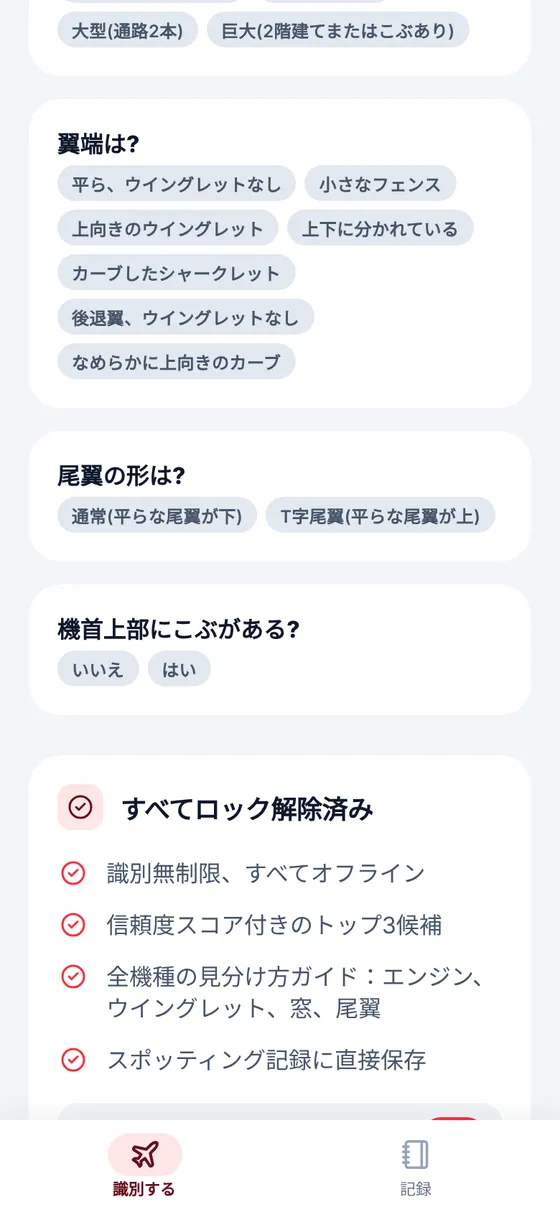 大型(通路2本)
巨大(2階建てまたはこぶあり)
翼端は?
平ら、ウイングレットなし
小さなフェンス
上向きのウイングレット
上下に分かれている
カーブしたシャークレット
後退翼、ウイングレットなし
なめらかに上向きのカーブ
尾翼の形は?
通常(平らな尾翼が下)
T字尾翼(平らな尾翼が上)
機首上部にこぶがある?
いいえ
はい
すべてロック解除済み
識別無制限、すべてオフライン
信頼度スコア付きのトップ3候補
全機種の見分け方ガイド：エンジン、
ウイングレット、窓、尾翼
スポッティング記録に直接保存
識別する
記録